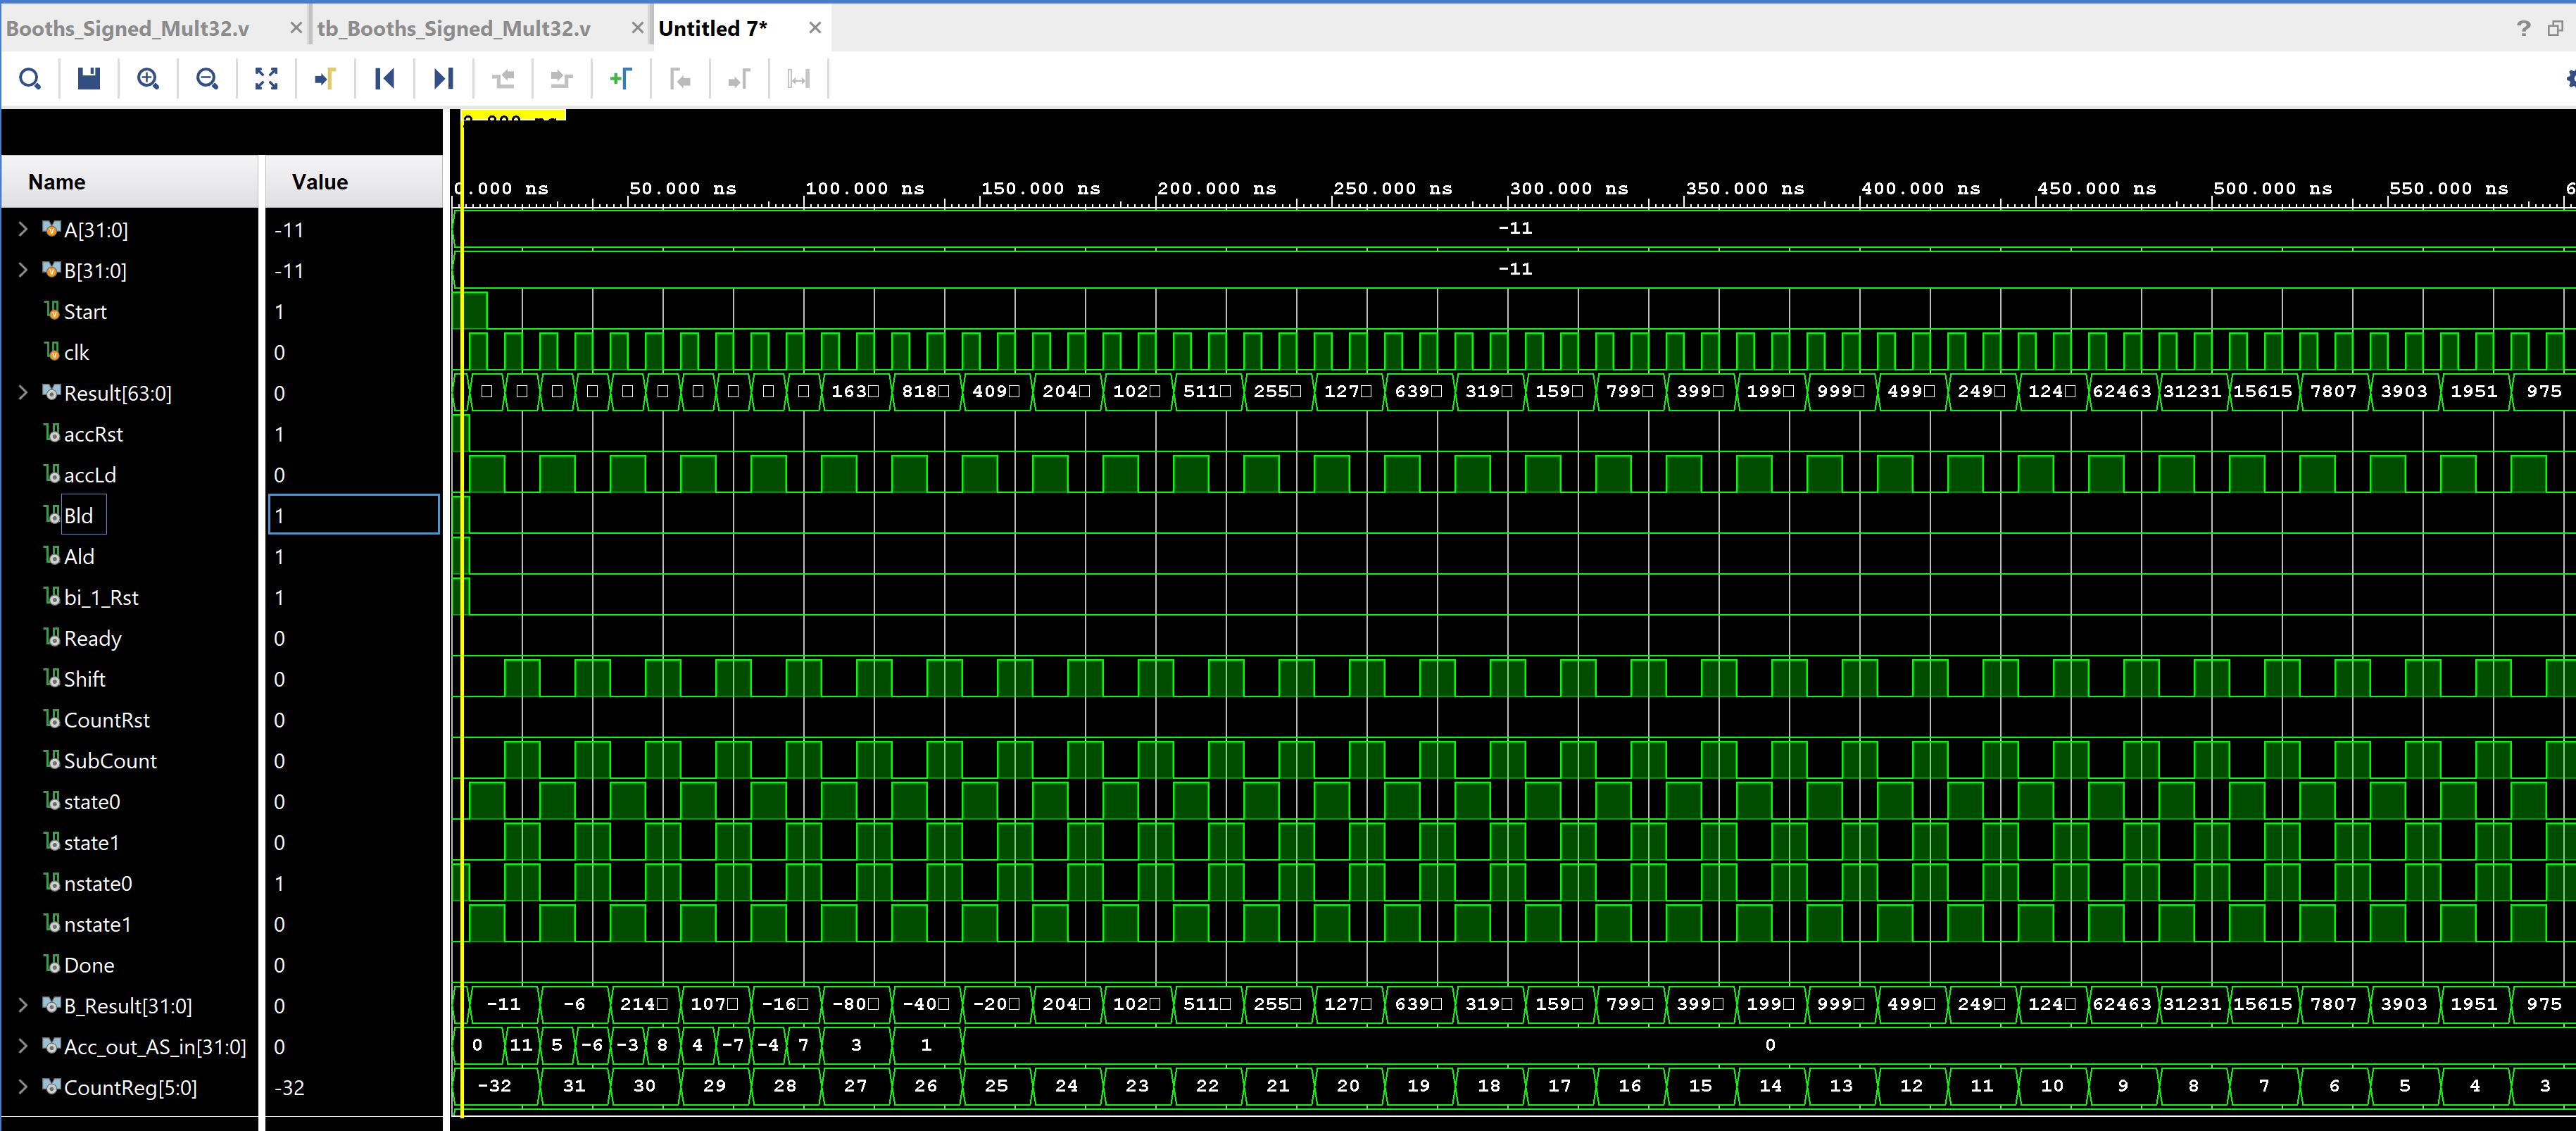 Booths_Signed_Mult32.v tb_Booths_Signed_Mult32.v Untitled 7*
Name Value
0.000 ns 50.000 ns 100.000 ns 150.000 ns 200.000 ns 250.000 ns 300.000 ns 350.000 ns 400.000 ns 450.000 ns 500.000 ns 550.000 ns 6
A[31:0] -11 -11
B[31:0] -11 -11
Start 1
clk 0
Result[63:0] 0 163 818 409 204 102 511 255 127 639 319 159 799 399 199 999 499 249 124 62463 31231 15615 7807 3903 1951 975
accRst 1
accLd 0
Bld 1
Ald 1
bi_1_Rst 1
Ready 0
Shift 0
CountRst 0
SubCount 0
state0 0
state1 0
nstate0 1
nstate1 0
Done 0
B_Result[31:0] 0 -11 -6 214 107 -16 -80 -40 -20 204 102 511 255 127 639 319 159 799 399 199 999 499 249 124 62463 31231 15615 7807 3903 1951 975
Acc_out_AS_in[31:0] 0 0 11 5 -6 -3 8 4 -7 -4 7 3 1 0
CountReg[5:0] -32 -32 31 30 29 28 27 26 25 24 23 22 21 20 19 18 17 16 15 14 13 12 11 10 9 8 7 6 5 4 3